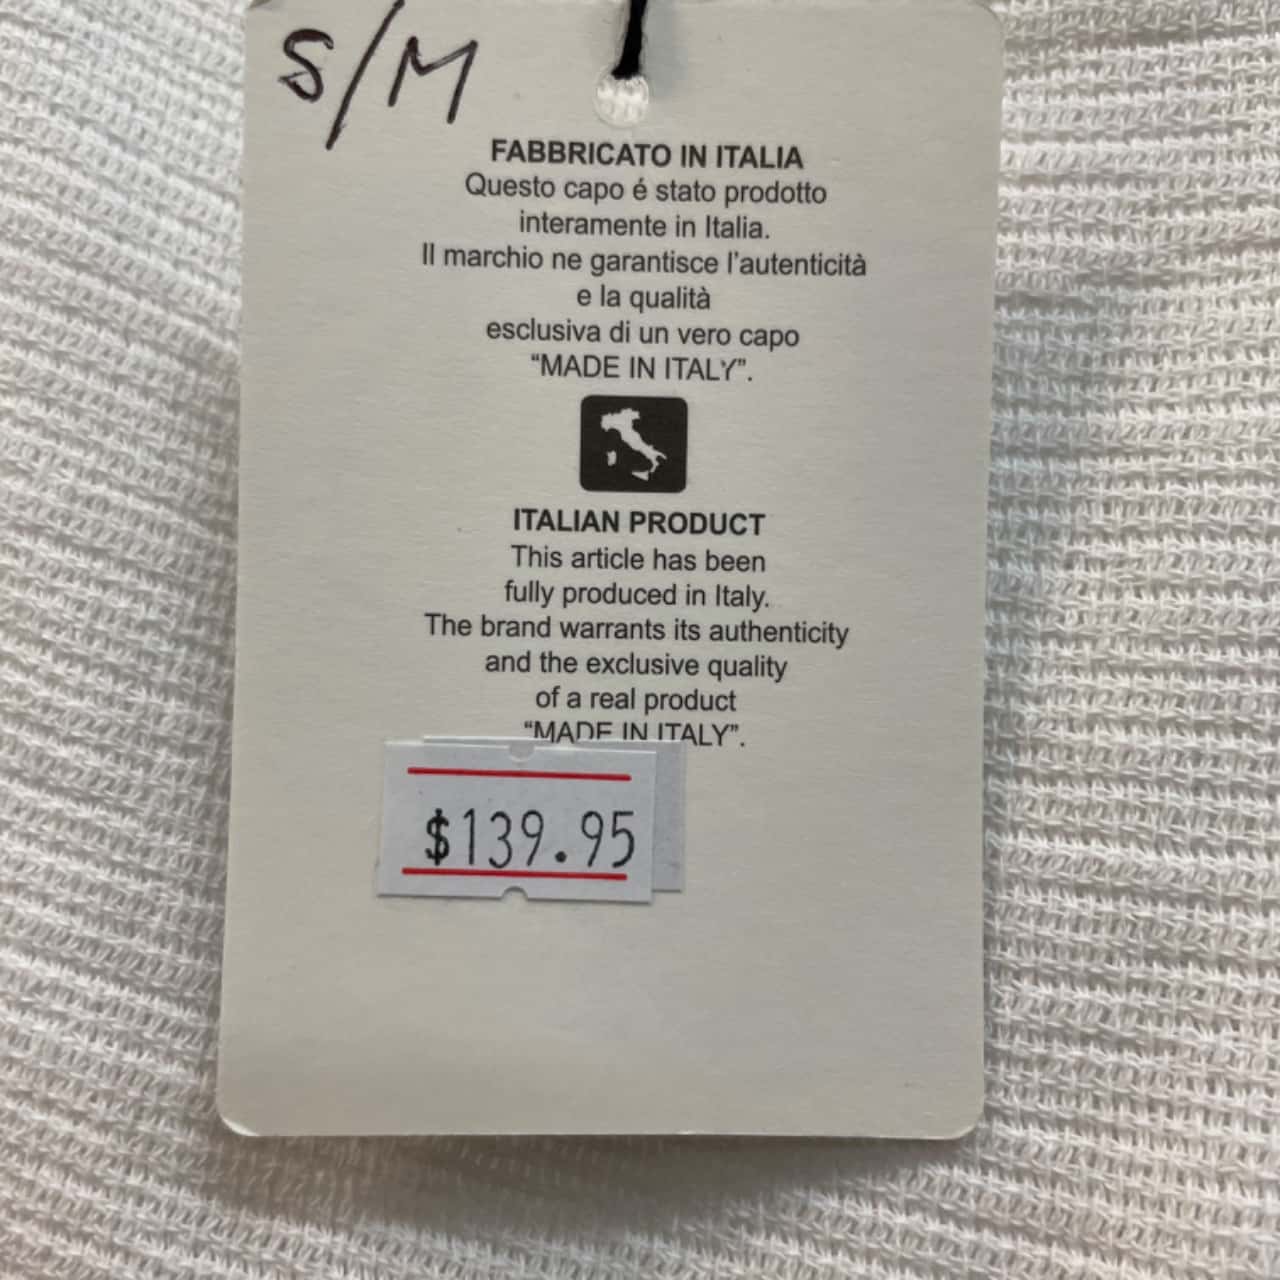 S/M
FABBRICATO IN ITALIA
Questo capo é stato prodotto
interamente in Italia.
Il marchio ne garantisce l'autenticità
e la qualità
esclusiva di un vero capo
“MADE IN ITALY”.
ITALIAN PRODUCT
This article has been
fully produced in Italy.
The brand warrants its authenticity
and the exclusive quality
of a real product
“MADE IN ITALY”.
$139.95